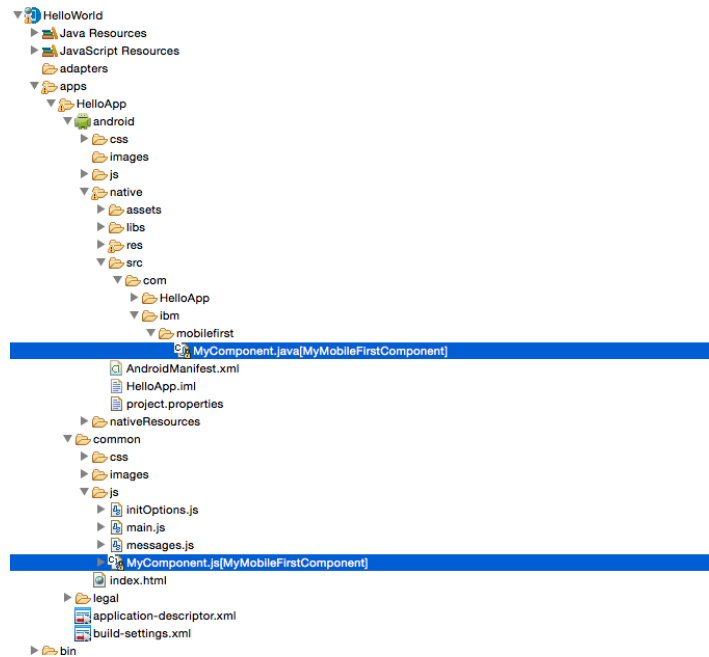 HelloWorld
Java Resources
JavaScript Resources
adapters
apps
HelloApp
android
css
images
js
native
assets
libs
res
src
com
HelloApp
ibm
mobilefirst
MyComponent.java[MyMobileFirstComponent]
AndroidManifest.xml
HelloApp.iml
project.properties
nativeResources
common
css
images
js
initOptions.js
main.js
messages.js
MyComponent.js[MyMobileFirstComponent]
index.html
legal
application-descriptor.xml
build-settings.xml
bin